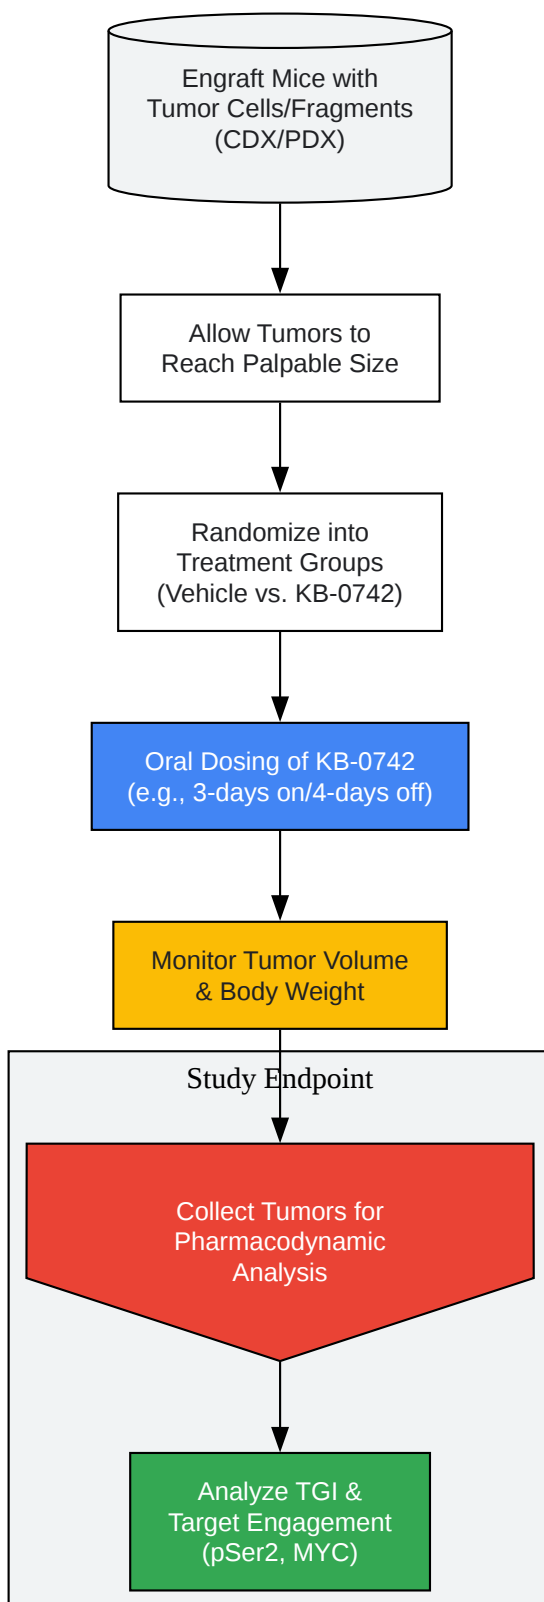 Engraft Mice with
Tumor Cells/Fragments
(CDX/PDX)
Allow Tumors to
Reach Palpable Size
Randomize into
Treatment Groups
(Vehicle vs. KB-0742)
Oral Dosing of KB-0742
(e.g., 3-days on/4-days off)
Monitor Tumor Volume
& Body Weight
Study Endpoint
Collect Tumors for
Pharmacodynamic
Analysis
Analyze TGI &
Target Engagement
(pSer2, MYC)